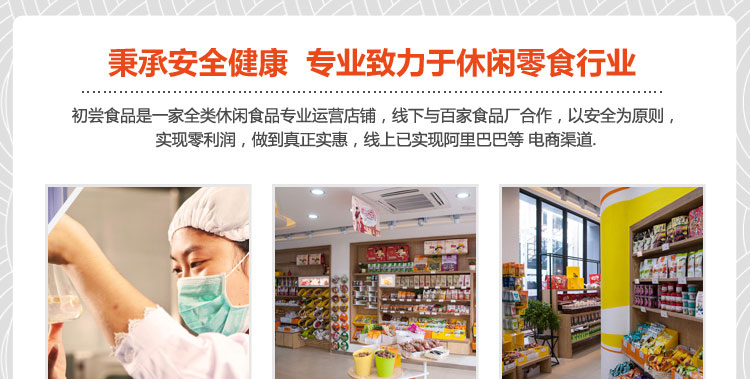 秉承安全健康 专业致力于休闲零食行业
初尝食品是一家全类休闲食品专业运营店铺，线下与百家食品厂合作，以安全为原则，
实现零利润，做到真正实惠，线上已实现阿里巴巴等 电商渠道.